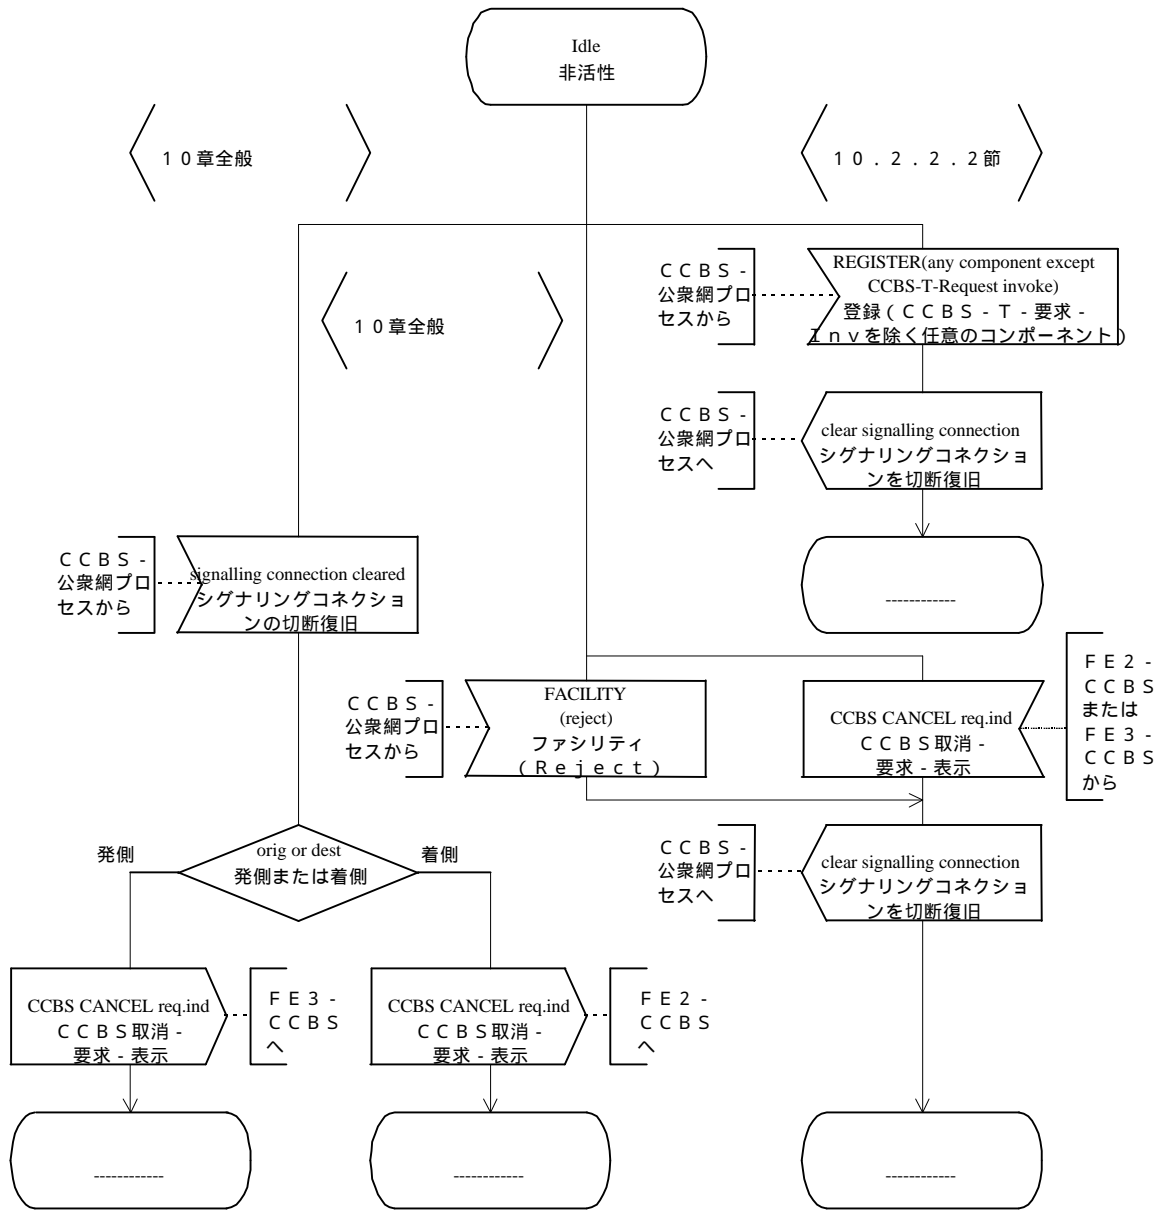 Idle
非活性
１０章全般
１０．２．２．２節
ＣＣＢＳ‐
公衆網プロ
セスから
REGISTER(any component except
CCBS-T-Request invoke)
登録（ＣＣＢＳ‐Ｔ‐要求‐
Ｉｎｖを除く任意のコンポーネント）
１０章全般
ＣＣＢＳ‐
公衆網プロ
セスへ
clear signalling connection
シグナリングコネクショ
ンを切断復旧
------------
ＣＣＢＳ‐
公衆網プロ
セスから
signalling connection cleared
シグナリングコネクショ
ンの切断復旧
ＣＣＢＳ‐
公衆網プロ
セスから
FACILITY
(reject)
ファシリティ
（Ｒｅｊｅｃｔ）
CCBS CANCEL req.ind
ＣＣＢＳ取消‐
要求‐表示
ＦＥ２‐
ＣＣＢＳ
または
ＦＥ３‐
ＣＣＢＳ
から
発側
orig or dest
発側または着側
着側
ＣＣＢＳ‐
公衆網プロ
セスへ
clear signalling connection
シグナリングコネクショ
ンを切断復旧
CCBS CANCEL req.ind
ＣＣＢＳ取消‐
要求‐表示
ＦＥ３‐
ＣＣＢＳ
へ
CCBS CANCEL req.ind
ＣＣＢＳ取消‐
要求‐表示
ＦＥ２‐
ＣＣＢＳ
へ
------------
------------
------------